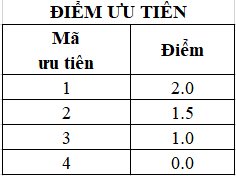 ĐIỂM ƯU TIÊN
Mã
ưu tiên
Điểm
1 2.0
2 1.5
3 1.0
4 0.0